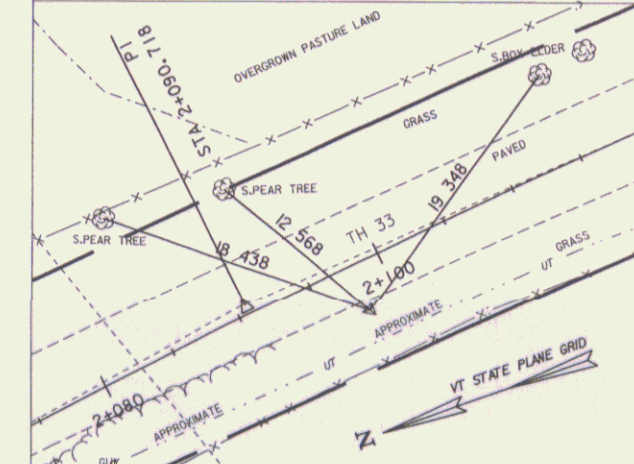 OVERGROWN PASTURE LAND
PI
STA 2+090.718
S.BOX ELDER
GRASS
S.PEAR TREE
PAVED
19 348
S.PEAR TREE
12 568
TH 33
18 438
2+100
GRASS
UT
APPROXIMATE
UT
VT STATE PLANE GRID
2+080
APPROXIMATE
N